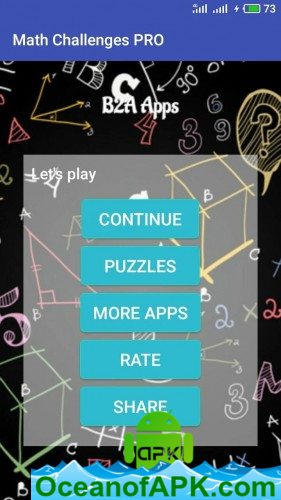 73
Math Challenges PRO
B2A Apps
Let's play
CONTINUE
PUZZLES
MORE APPS
RATE
SHARE
apk
OceanofAPK.com